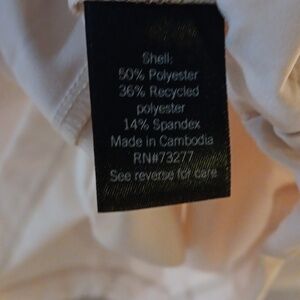 Shell:
50% Polyester
36% Recycled
polyester
14% Spandex
Made in Cambodia
RN#73277
See reverse for care